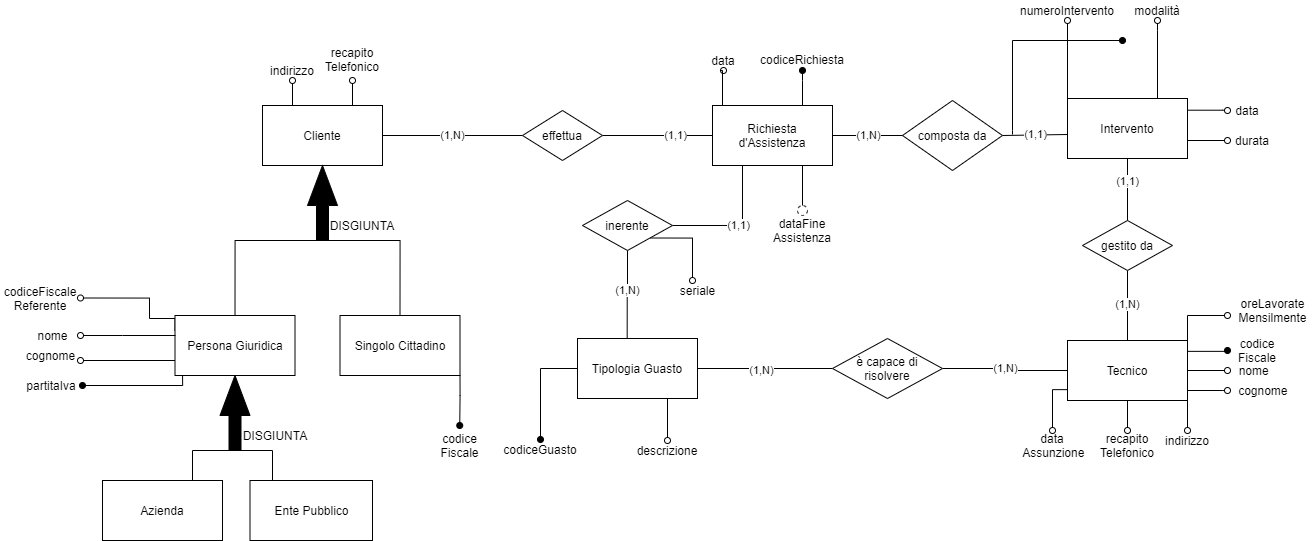 numeroIntervento
modalità
recapito
Telefonico
indirizzo
data
codiceRichiesta
data
durata
Cliente
(1,N)
effettua
(1,1)
Richiesta
d'Assistenza
(1,N)
composta da
(1,1)
Intervento
(1,1)
DISGIUNTA
inerente
(1,1)
dataFine
Assistenza
gestito da
(1,N)
seriale
(1,N)
codiceFiscale
Referente
nome
cognome
partitaIva
Persona Giuridica
Singolo Cittadino
oreLavorate
Mensilmente
codice
Fiscale
nome
cognome
Tipologia Guasto
(1,N)
è capace di
risolvere
(1,N)
Tecnico
DISGIUNTA
codice
Fiscale
codiceGuasto
descrizione
data
Assunzione
recapito
Telefonico
indirizzo
Azienda
Ente Pubblico